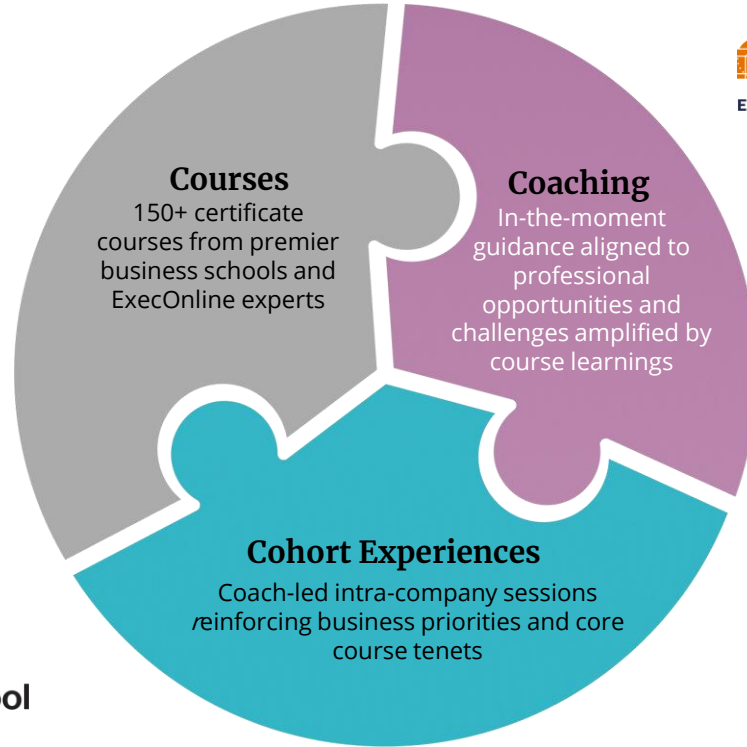 Courses
150+ certificate
courses from premier
business schools and
ExecOnline experts
Coaching
In-the-moment
guidance aligned to
professional
opportunities and
challenges amplified by
course learnings
E
Cohort Experiences
Coach-led intra-company sessions
reinforcing business priorities and core
course tenets
ol